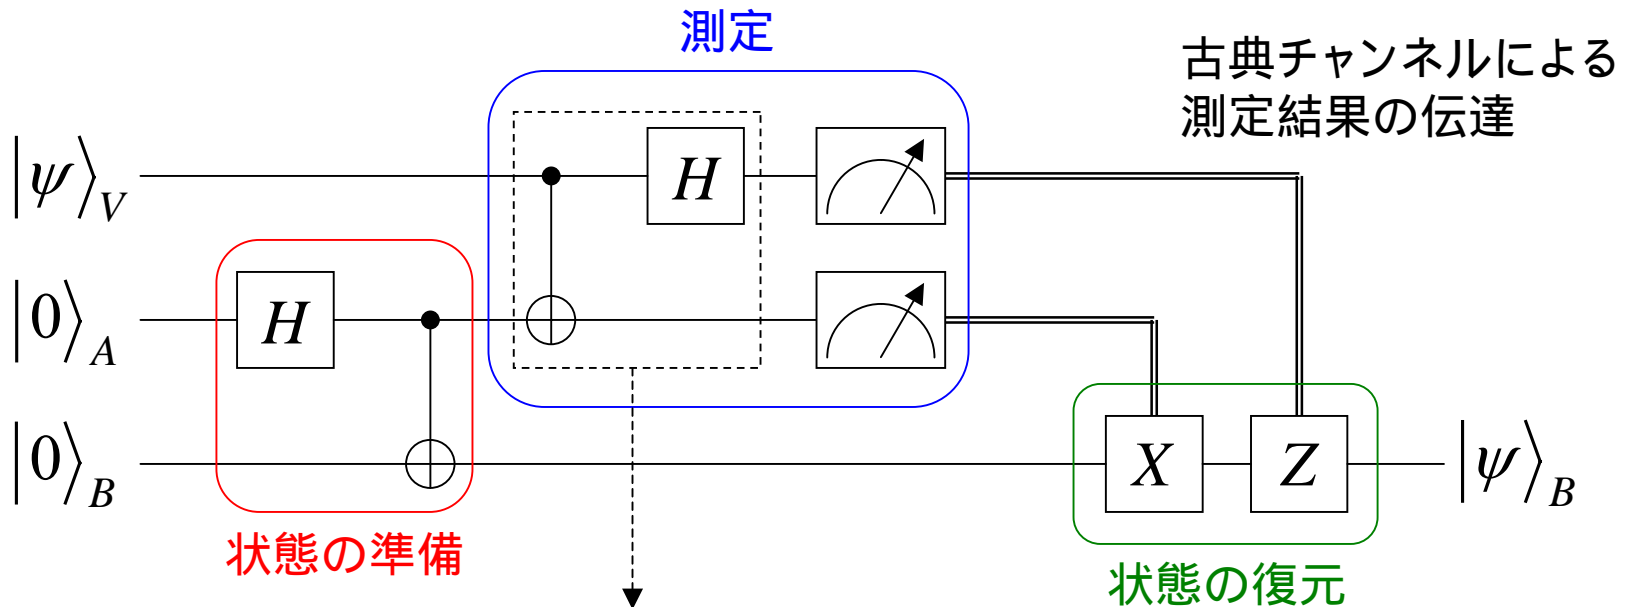 測定
古典チャンネルによる
測定結果の伝達
|ψ⟩V
H
|0⟩A
H
|0⟩B
X
Z
|ψ⟩B
状態の準備
状態の復元